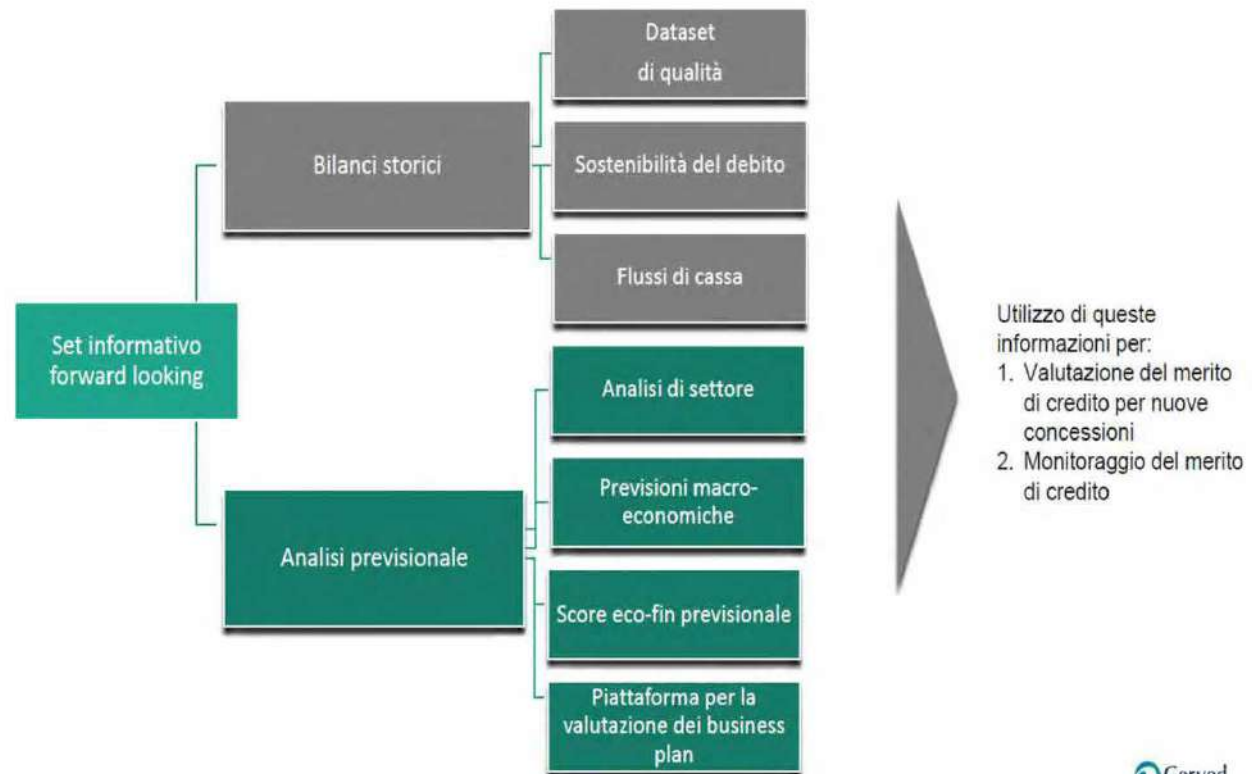 Dataset
di qualità
Bilanci storici
Sostenibilità del debito
Flussi di cassa
Set informativo
forward looking
Analisi di settore
Previsioni macro-
economiche
Analisi previsionale
Score eco-fin previsionale
Piattaforma per la
valutazione dei business
plan
Utilizzo di queste
informazioni per:
1. Valutazione del merito
di credito per nuove
concessioni
2. Monitoraggio del merito
di credito